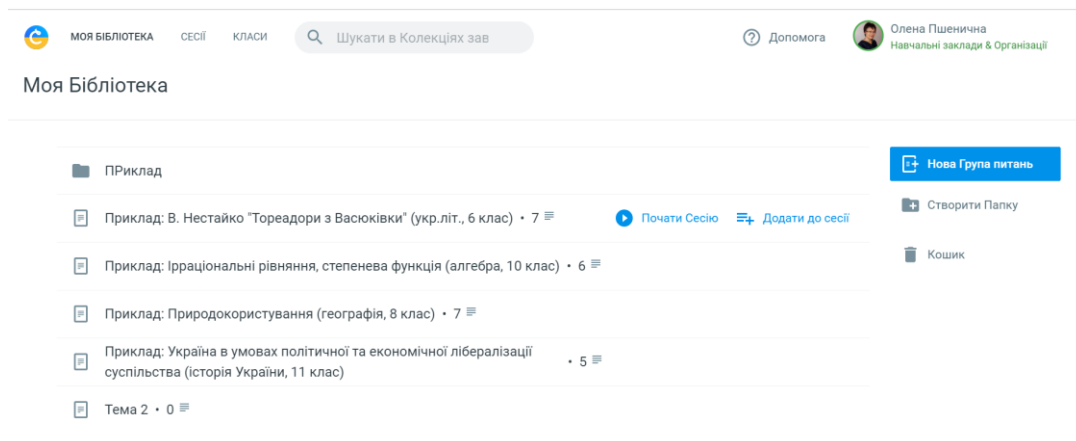 МОЯ БІБЛІОТЕКА СЕСІЇ КЛАСИ Шукати в Колекціях зав Допомога Олена Пшенична
Навчальні заклади & Організації
Моя Бібліотека
ПРиклад
Приклад: В. Нестайко "Тореадори з Васюківки" (укр.літ., 6 клас) • 7 Почати Сесію Додати до сесії
Приклад: Ірраціональні рівняння, степенева функція (алгебра, 10 клас) • 6
Приклад: Природокористування (географія, 8 клас) • 7
Приклад: Україна в умовах політичної та економічної лібералізації
суспільства (історія України, 11 клас) • 5
Тема 2 • 0
Нова Група питань
Створити Папку
Кошик